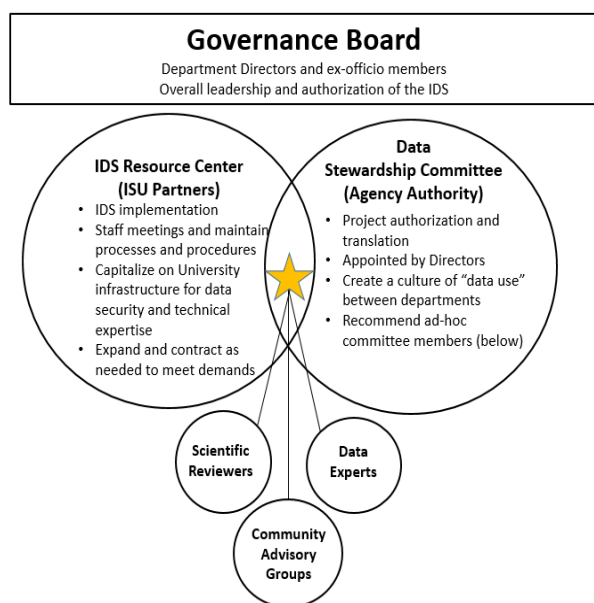 Governance Board
Department Directors and ex-officio members
Overall leadership and authorization of the IDS
IDS Resource Center
(ISU Partners)
• IDS implementation
• Staff meetings and maintain
processes and procedures
• Capitalize on University
infrastructure for data
security and technical
expertise
• Expand and contract as
needed to meet demands
Data
Stewardship Committee
(Agency Authority)
• Project authorization and
translation
• Appointed by Directors
• Create a culture of “data use”
between departments
• Recommend ad-hoc
committee members (below)
Scientific
Reviewers
Data
Experts
Community
Advisory
Groups